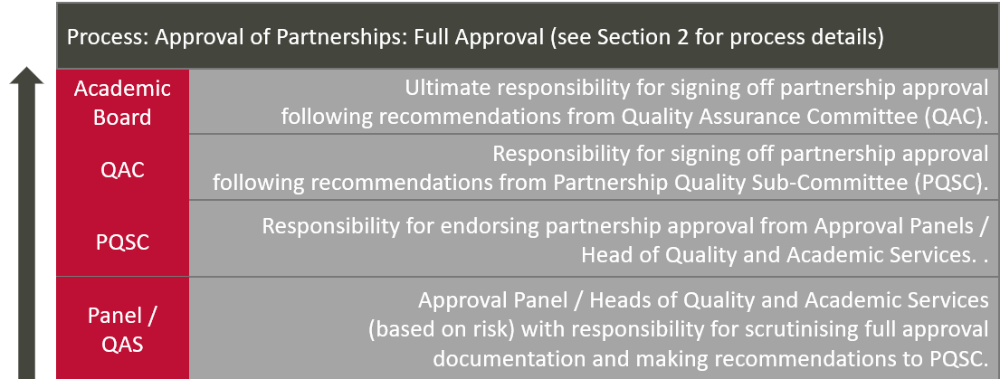 Process: Approval of Partnerships: Full Approval (see Section 2 for process details)
Academic
Board
Ultimate responsibility for signing off partnership approval
following recommendations from Quality Assurance Committee (QAC).
QAC
Responsibility for signing off partnership approval
following recommendations from Partnership Quality Sub-Committee (PQSC).
PQSC
Responsibility for endorsing partnership approval from Approval Panels /
Head of Quality and Academic Services. .
Panel /
QAS
Approval Panel / Heads of Quality and Academic Services
(based on risk) with responsibility for scrutinising full approval
documentation and making recommendations to PQSC.